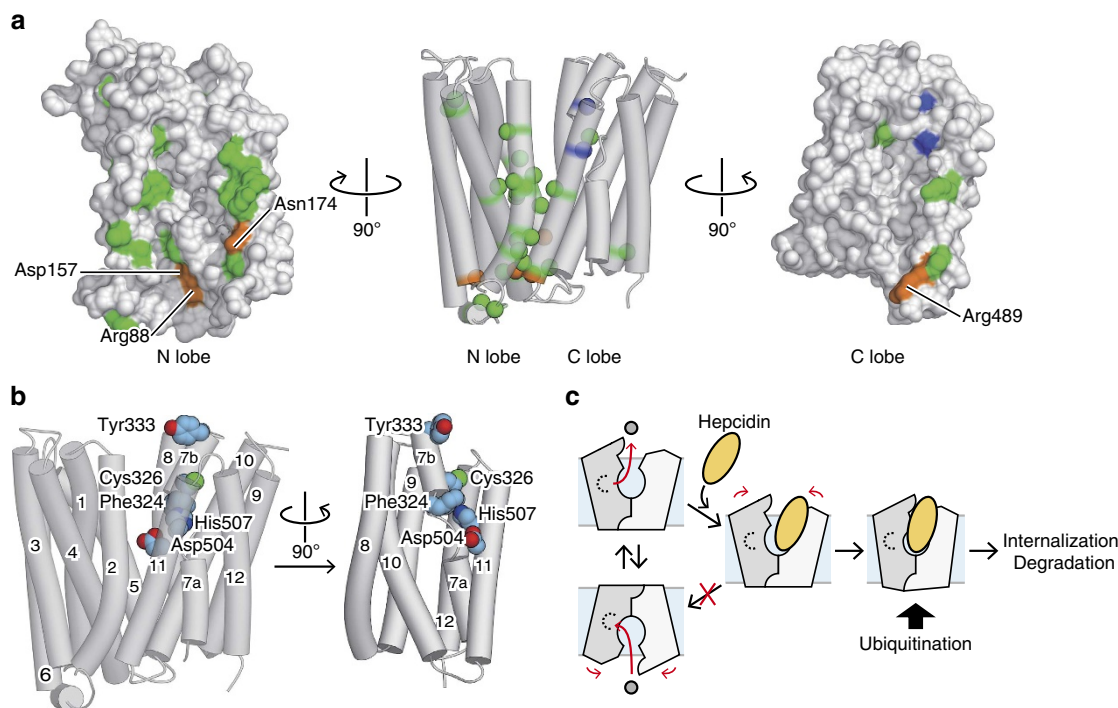 a
Asn174
Asp157
Arg88
N lobe
90°
N lobe
C lobe
90°
Arg489
C lobe
b
Tyr333
8
7b
10
Cys326
1
9
Phe324
His507
3
4
Asp504
2
11
5
7a
12
6
90°
Tyr333
7b
Cys326
9
Phe324
His507
Asp504
8
10
7a
11
12
c
Hepcidin
Internalization
Degradation
Ubiquitination